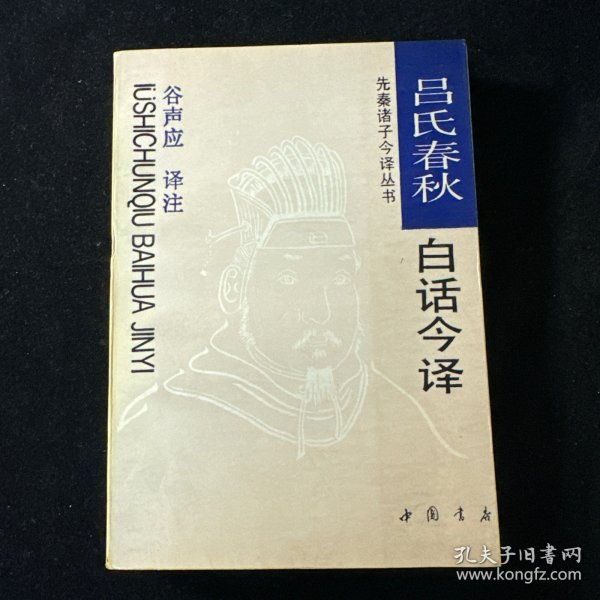 吕氏春秋
白话今译
先秦诸子今译丛书
谷声应 译注
lÜSHICHUNQIU BAIHUA JINYI
中国书店
孔夫子旧书网
www.kongfz.com